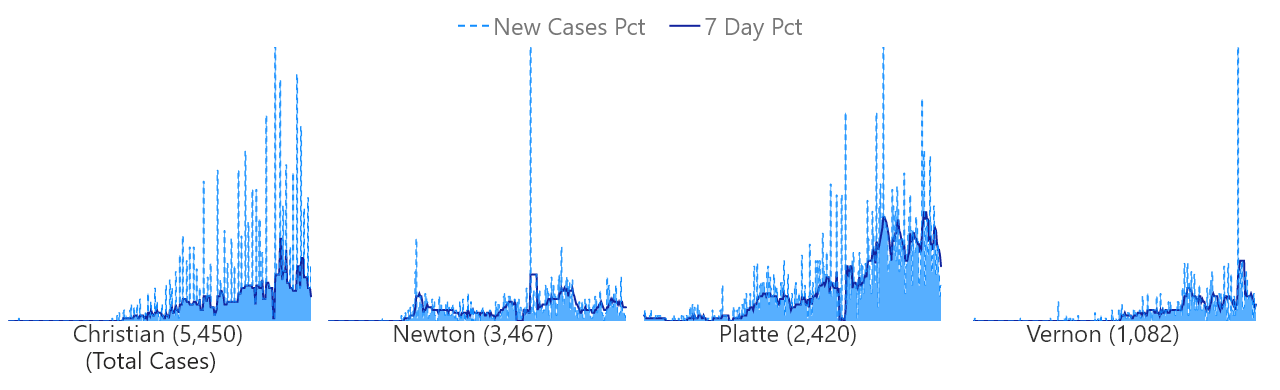 New Cases Pct 7 Day Pct
Christian (5,450) Newton (3,467) Platte (2,420) Vernon (1,082)
(Total Cases)